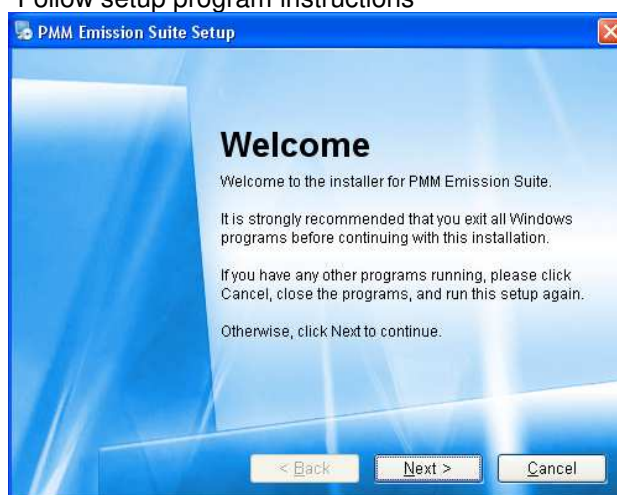 Follow setup program instructions
PMM Emission Suite Setup
Welcome
Welcome to the installer for PMM Emission Suite.
It is strongly recommended that you exit all Windows
programs before continuing with this installation.
If you have any other programs running, please click
Cancel, close the programs, and run this setup again.
Otherwise, click Next to continue.
< Back
Next >
Cancel